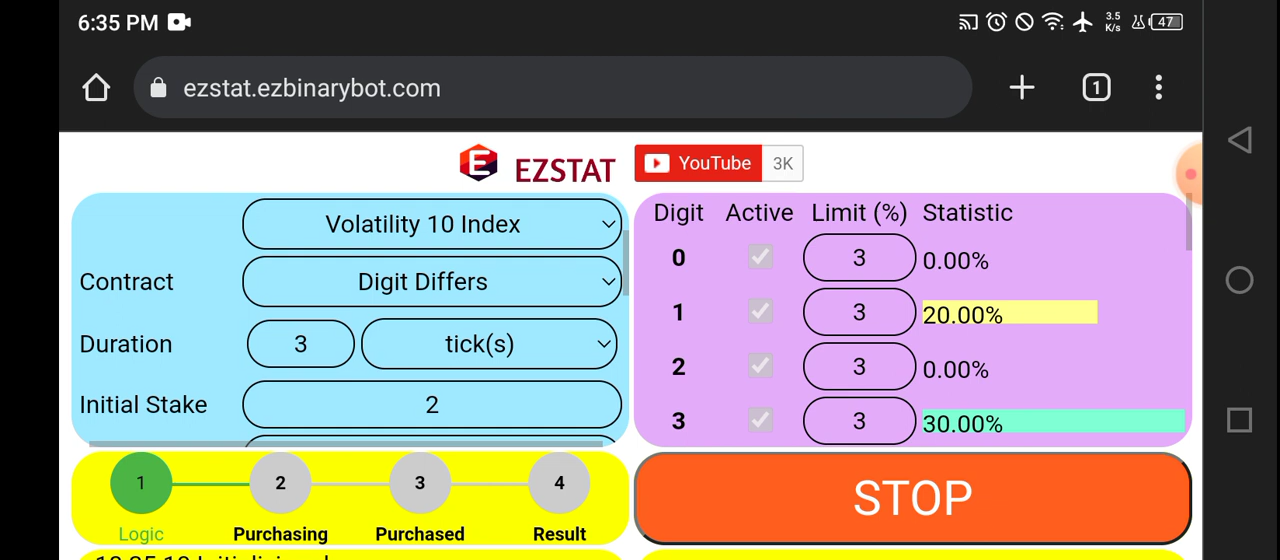 6:35 PM
3.5 K/s
47
ezstat.ezbinarybot.com
1
EZSTAT
YouTube 3K
Volatility 10 Index
Contract Digit Differs
Duration 3 tick(s)
Initial Stake 2
Digit Active Limit (%) Statistic
0 3 0.00%
1 3 20.00%
2 3 0.00%
3 3 30.00%
1 2 3 4
Logic Purchasing Purchased Result
STOP